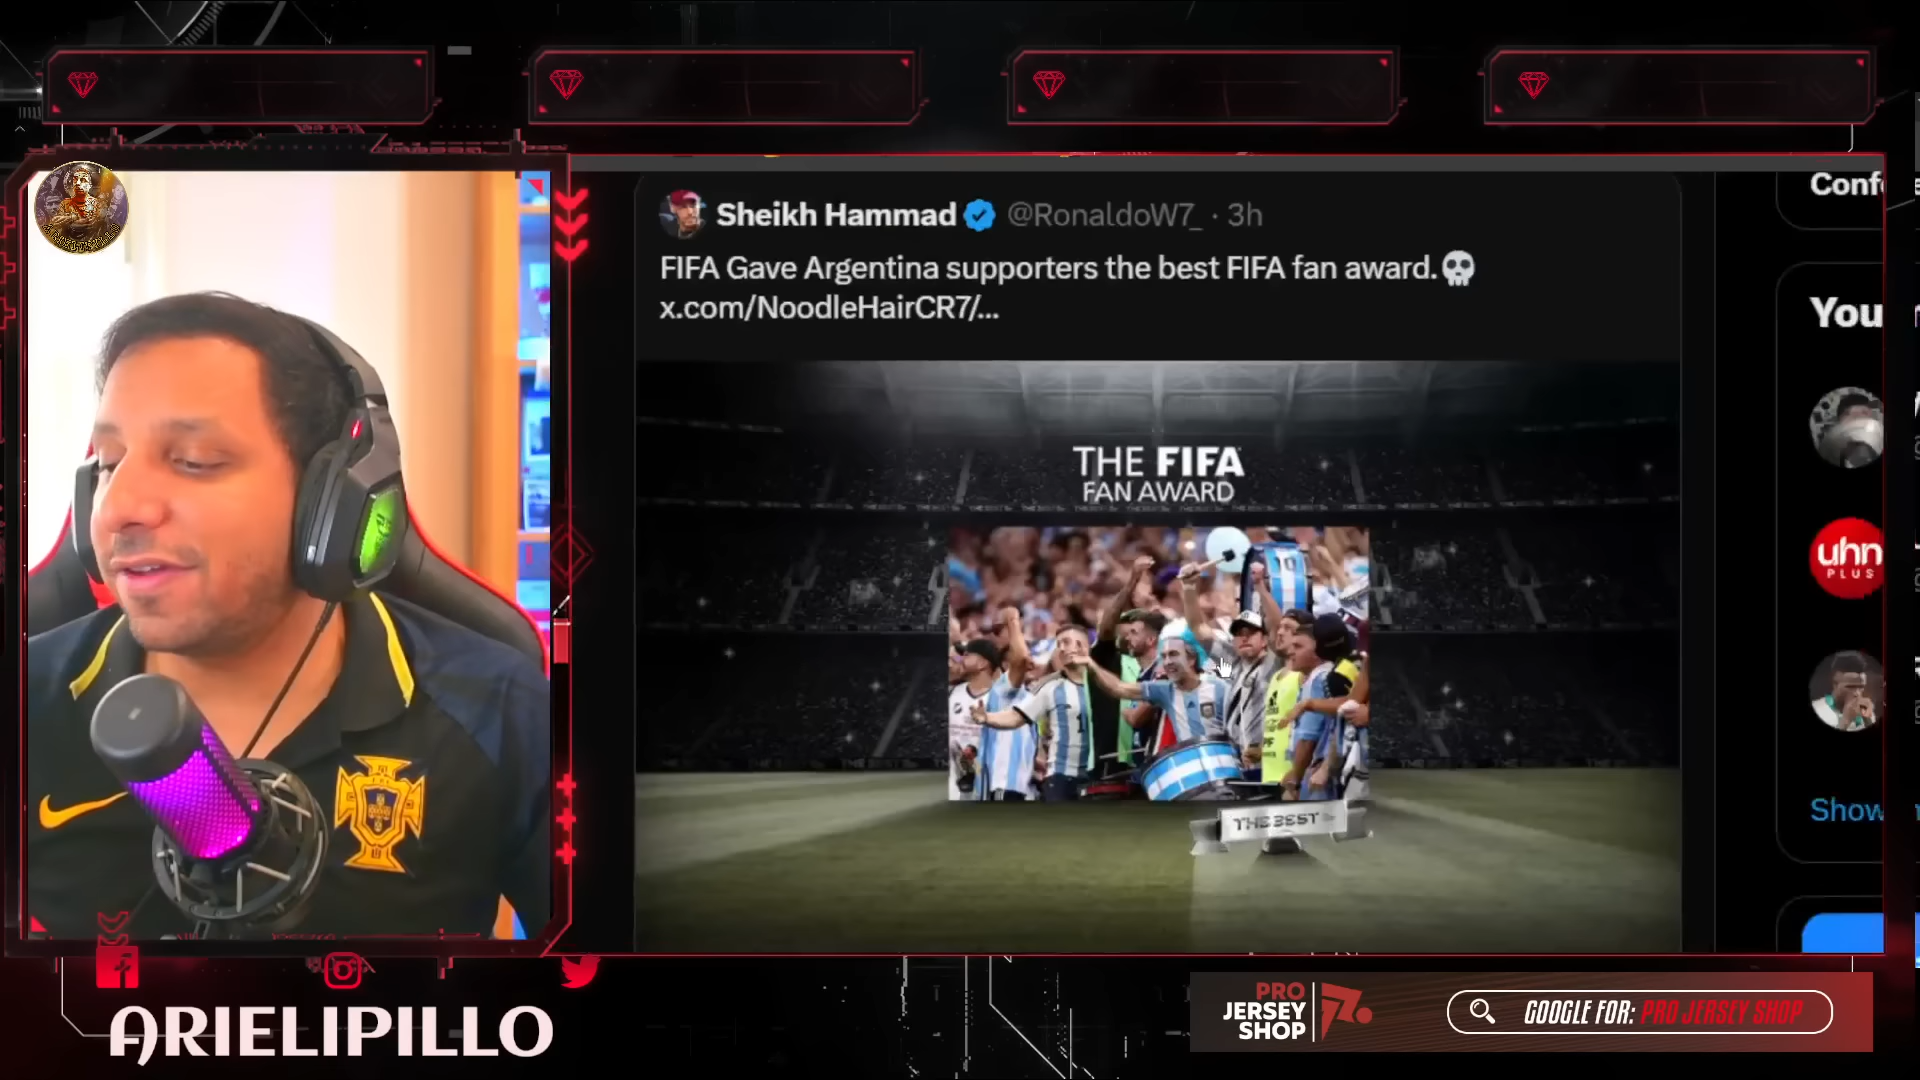 Sheikh Hammad @RonaldoW7_ · 3h
FIFA Gave Argentina supporters the best FIFA fan award.💀
x.com/NoodleHairCR7/...
THE FIFA
FAN AWARD
THE BEST
You
uhn
PLUS
Show
ARIELIPILLO
PRO
JERSEY
SHOP
GOOGLE FOR: PRO JERSEY SHOP